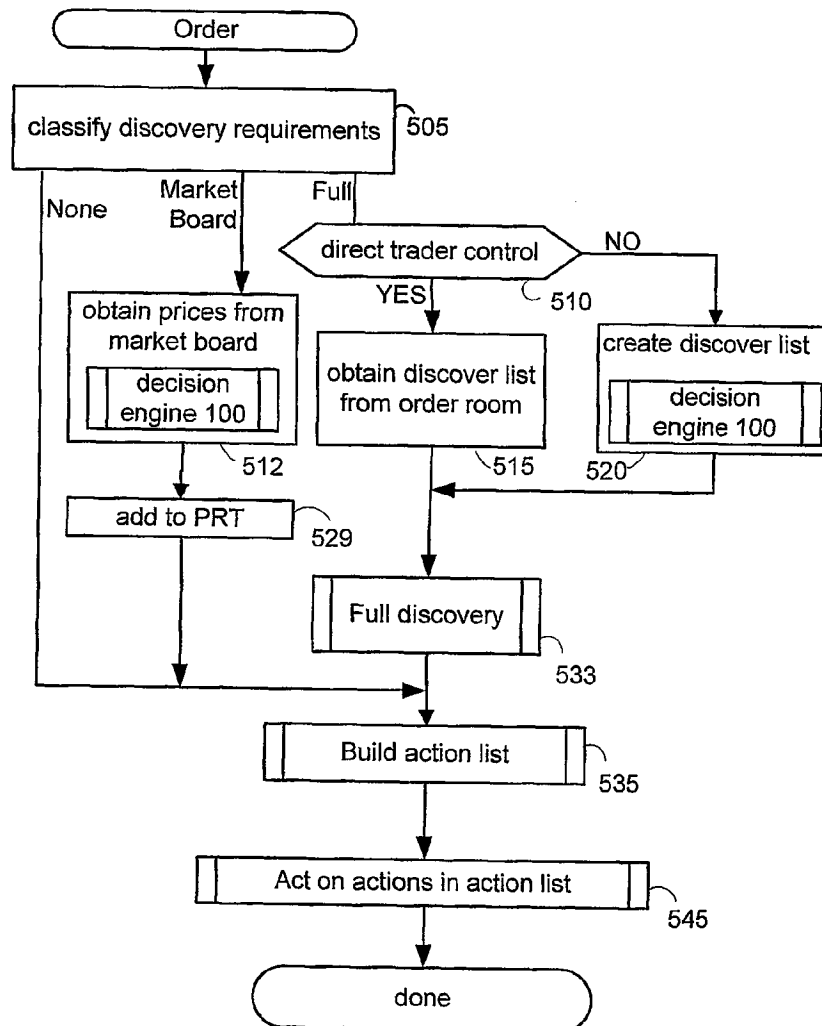 Order
classify discovery requirements
505
None
Market
Board
Full
direct trader control
NO
YES
510
obtain prices from
market board
decision
engine 100
512
obtain discover list
from order room
515
create discover list
decision
engine 100
520
add to PRT
529
Full discovery
533
Build action list
535
Act on actions in action list
545
done